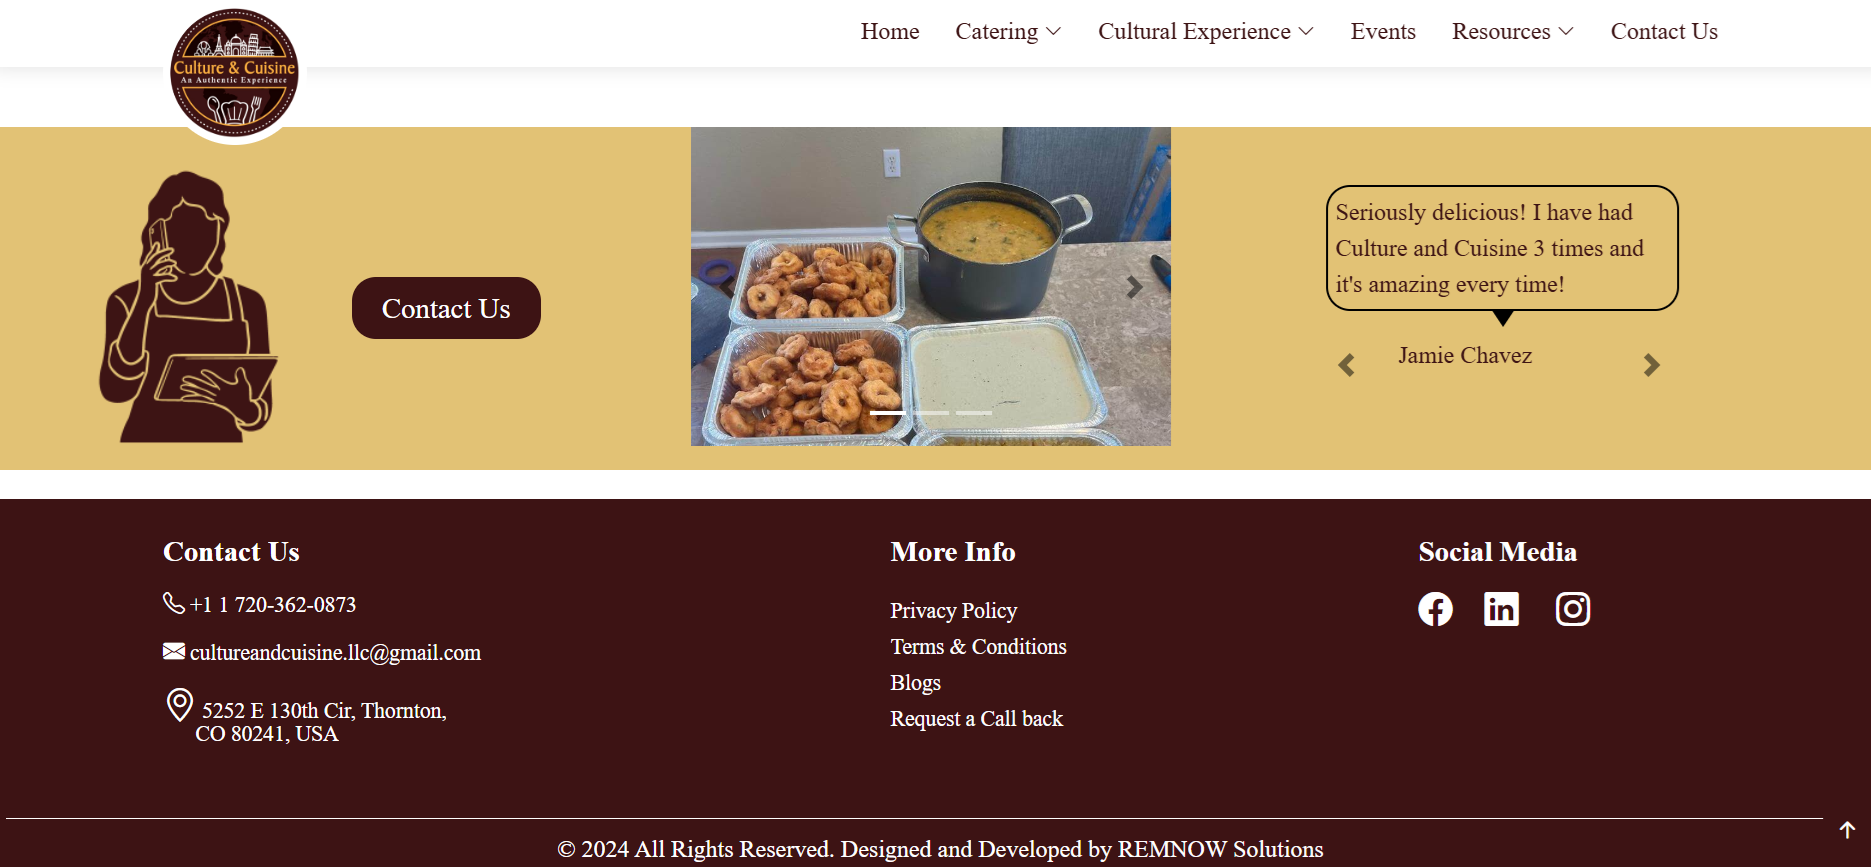 Culture & Cuisine
An Authentic Experience
Home Catering Cultural Experience Events Resources Contact Us
Contact Us
Seriously delicious! I have had
Culture and Cuisine 3 times and
it's amazing every time!
Jamie Chavez
Contact Us
+1 1 720-362-0873
cultureandcuisine.llc@gmail.com
5252 E 130th Cir, Thornton,
CO 80241, USA
More Info
Privacy Policy
Terms & Conditions
Blogs
Request a Call back
Social Media
© 2024 All Rights Reserved. Designed and Developed by REMNOW Solutions